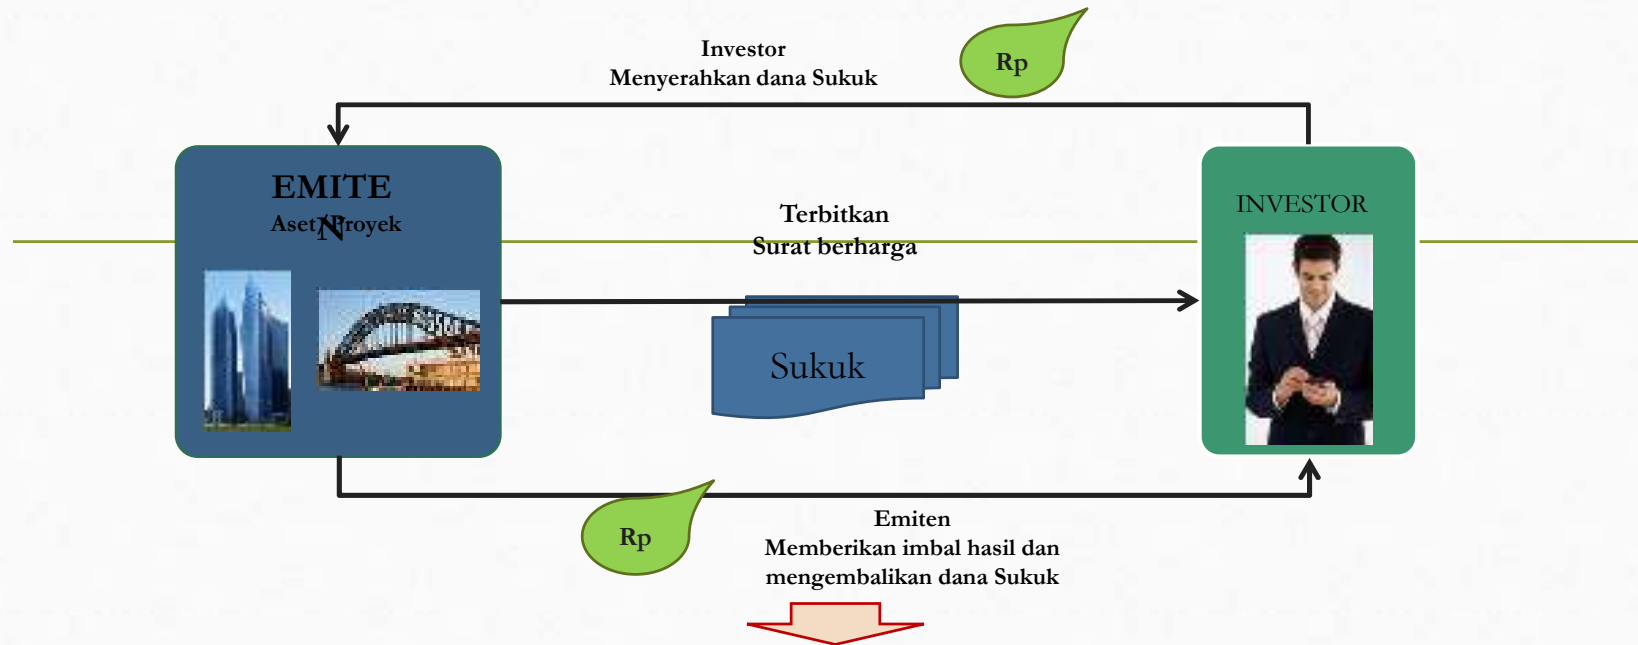 Investor
Menyerahkan dana Sukuk
Rp
EMITE
N
Aset/Proyek
Terbitkan
Surat berharga
INVESTOR
Sukuk
Rp
Emiten
Memberikan imbal hasil dan
mengembalikan dana Sukuk